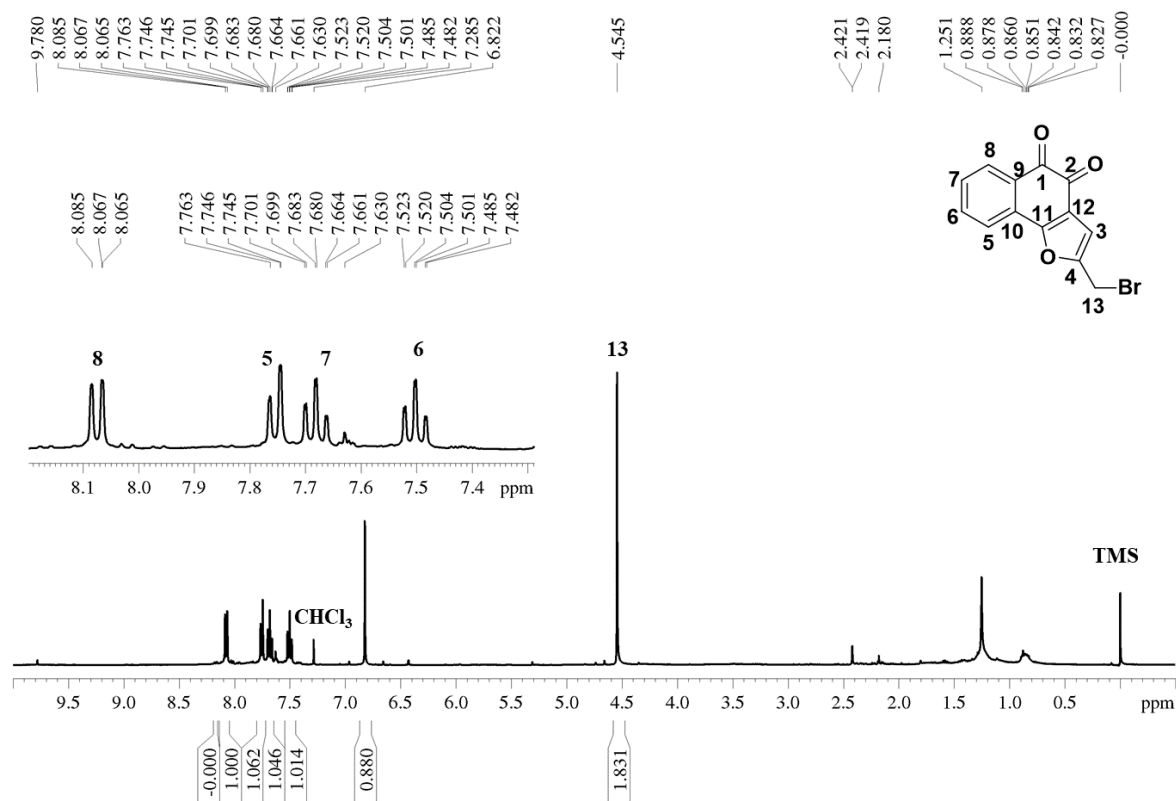 9.780 8.085 8.067 8.065 7.763 7.746 7.745 7.701 7.699 7.683 7.680 7.664 7.661 7.630 7.523 7.520 7.504 7.501 7.485 7.482 7.285 6.822 4.545 2.421 2.419 2.180 1.251 0.888 0.878 0.860 0.851 0.842 0.832 0.827 -0.000
O O
8 9 2
7 1 12
6 11 3
10
5 O 4
13 Br
8.085 8.067 8.065 7.763 7.746 7.745 7.701 7.699 7.683 7.680 7.664 7.661 7.630 7.523 7.520 7.504 7.501 7.485 7.482
8 5 7 6 13
8.1 8.0 7.9 7.8 7.7 7.6 7.5 7.4 ppm
TMS
CHCl₃
9.5 9.0 8.5 8.0 7.5 7.0 6.5 6.0 5.5 5.0 4.5 4.0 3.5 3.0 2.5 2.0 1.5 1.0 0.5 ppm
-0.000 1.000 1.062 1.046 1.014 0.880 1.831